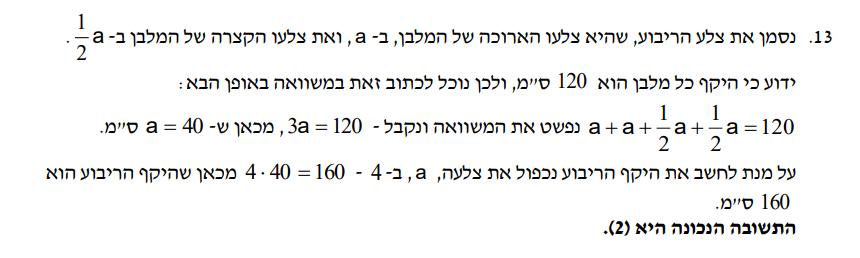 13. נסמן את צלע הריבוע, שהיא צלעו הארוכה של המלבן, ב- a, ואת צלעו הקצרה של המלבן ב- $\frac{1}{2}$a.
ידוע כי היקף כל מלבן הוא 120 ס״מ, ולכן נוכל לכתוב זאת במשוואה באופן הבא:
a + a + $\frac{1}{2}$a + $\frac{1}{2}$a = 120 נפשט את המשוואה ונקבל - 3a = 120, מכאן ש- a = 40 ס״מ.
על מנת לחשב את היקף הריבוע נכפול את צלעה, a, ב- 4 - 4 · 40 = 160 מכאן שהיקף הריבוע הוא
160 ס״מ.
התשובה הנכונה היא (2).